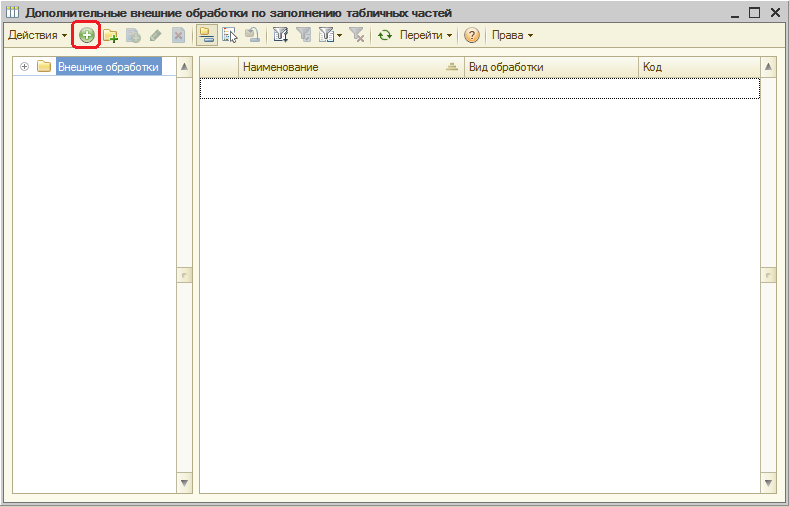 Дополнительные внешние обработки по заполнению табличных частей
Действия Перейти Права
Внешние обработки
Наименование Вид обработки Код